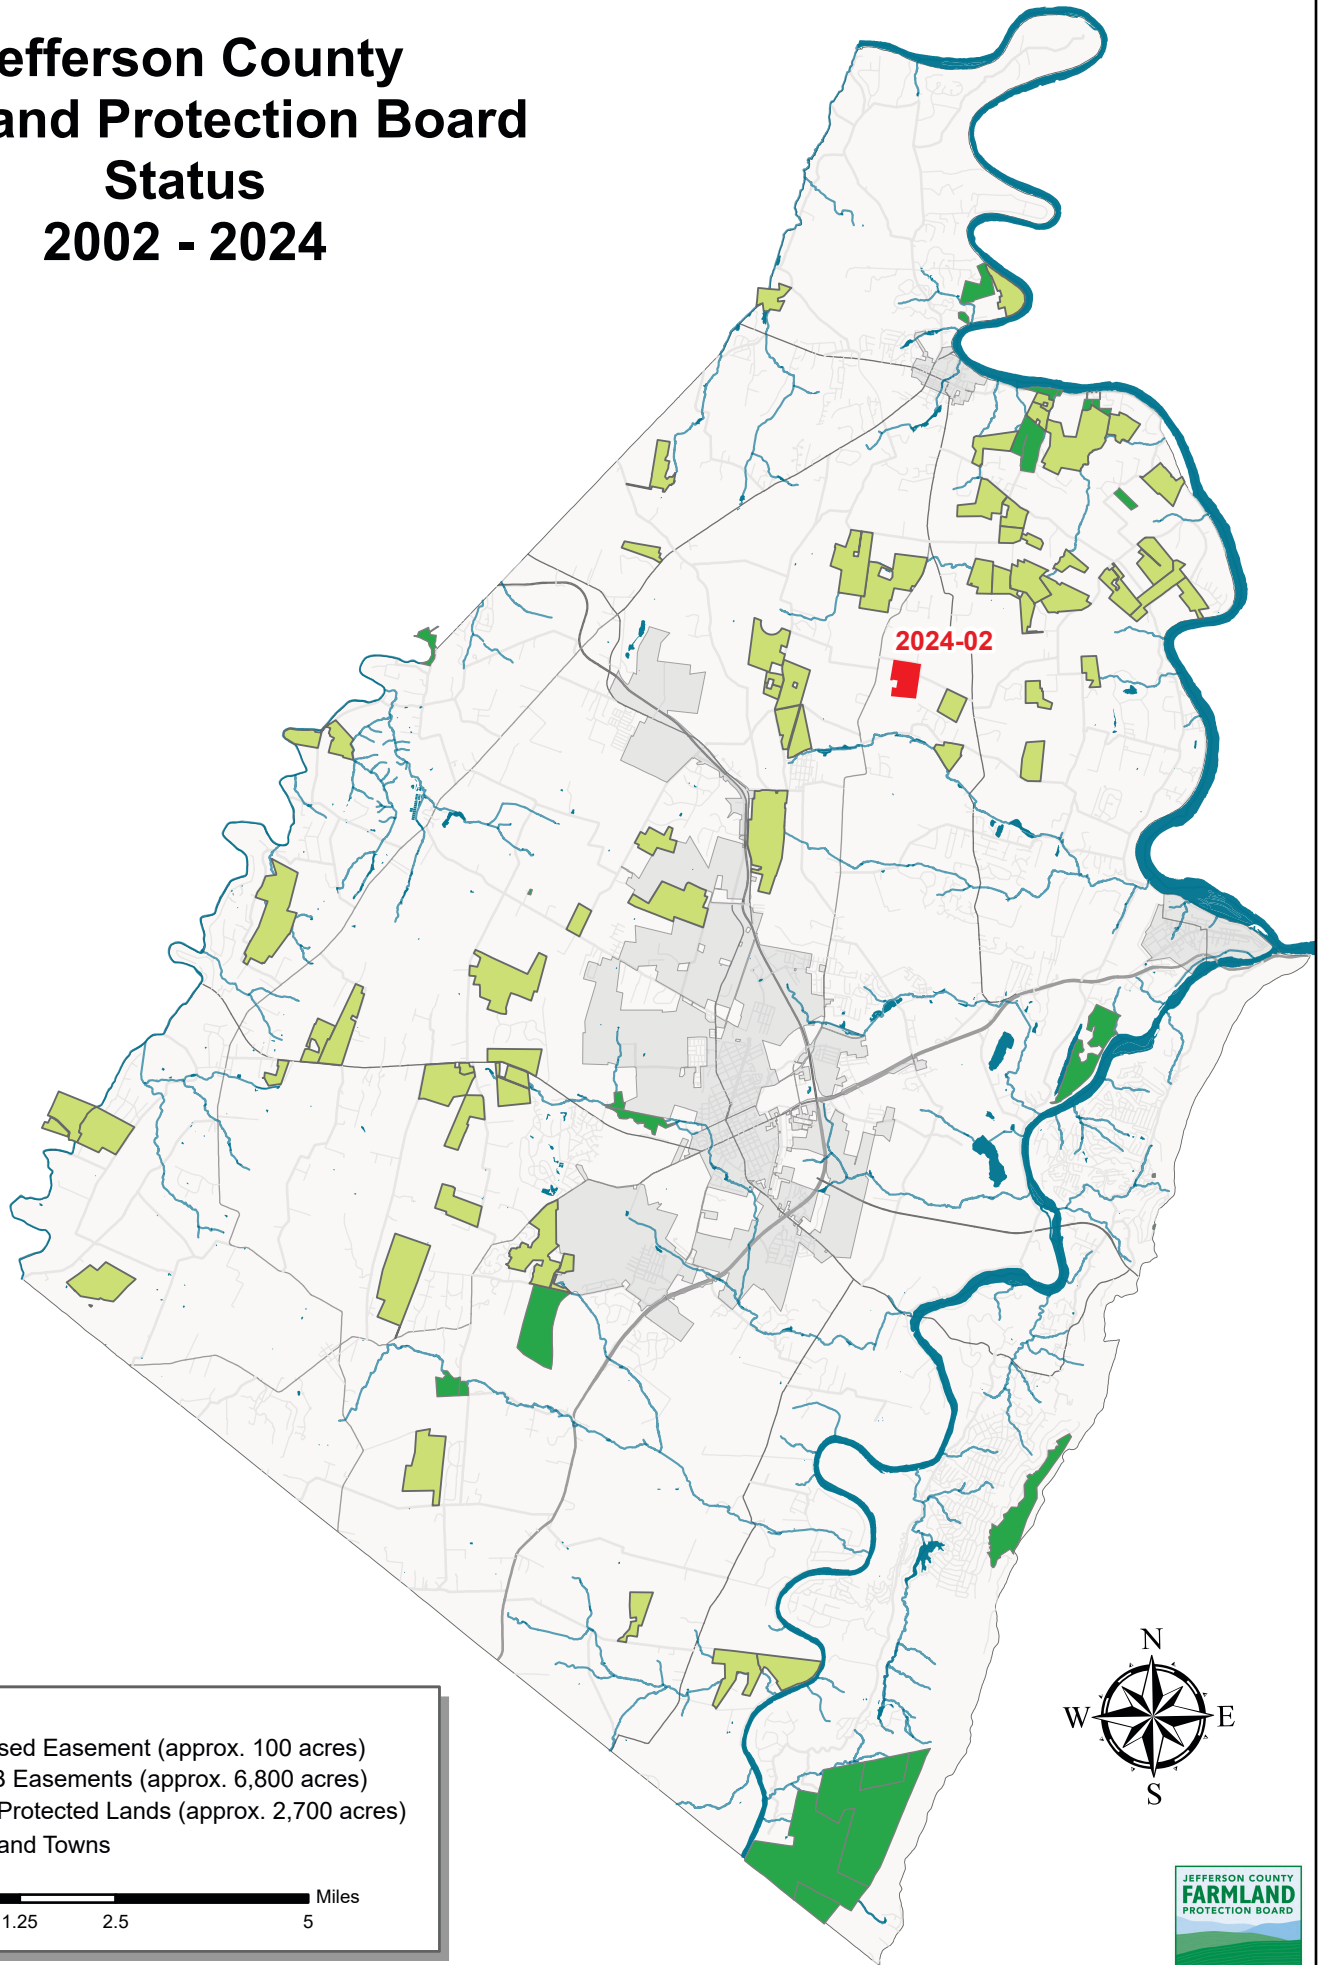 efferson County
and Protection Board
Status
2002 - 2024
2024-02
N
W
E
S
sed Easement (approx. 100 acres)
B Easements (approx. 6,800 acres)
Protected Lands (approx. 2,700 acres)
and Towns
Miles
1.25 2.5 5
JEFFERSON COUNTY
FARMLAND
PROTECTION BOARD